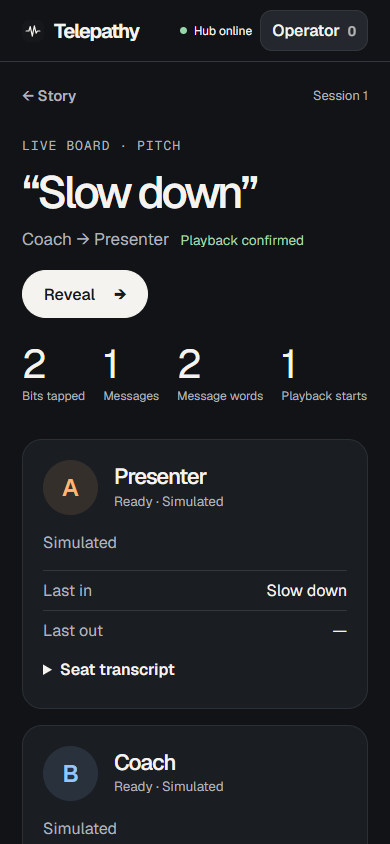 Telepathy
Hub online
Operator 0
← Story
Session 1
LIVE BOARD · PITCH
“Slow down”
Coach → Presenter Playback confirmed
Reveal →
2 1 2 1
Bits tapped Messages Message words Playback starts
A
Presenter
Ready · Simulated
Simulated
Last in Slow down
Last out —
▶ Seat transcript
B
Coach
Ready · Simulated
Simulated